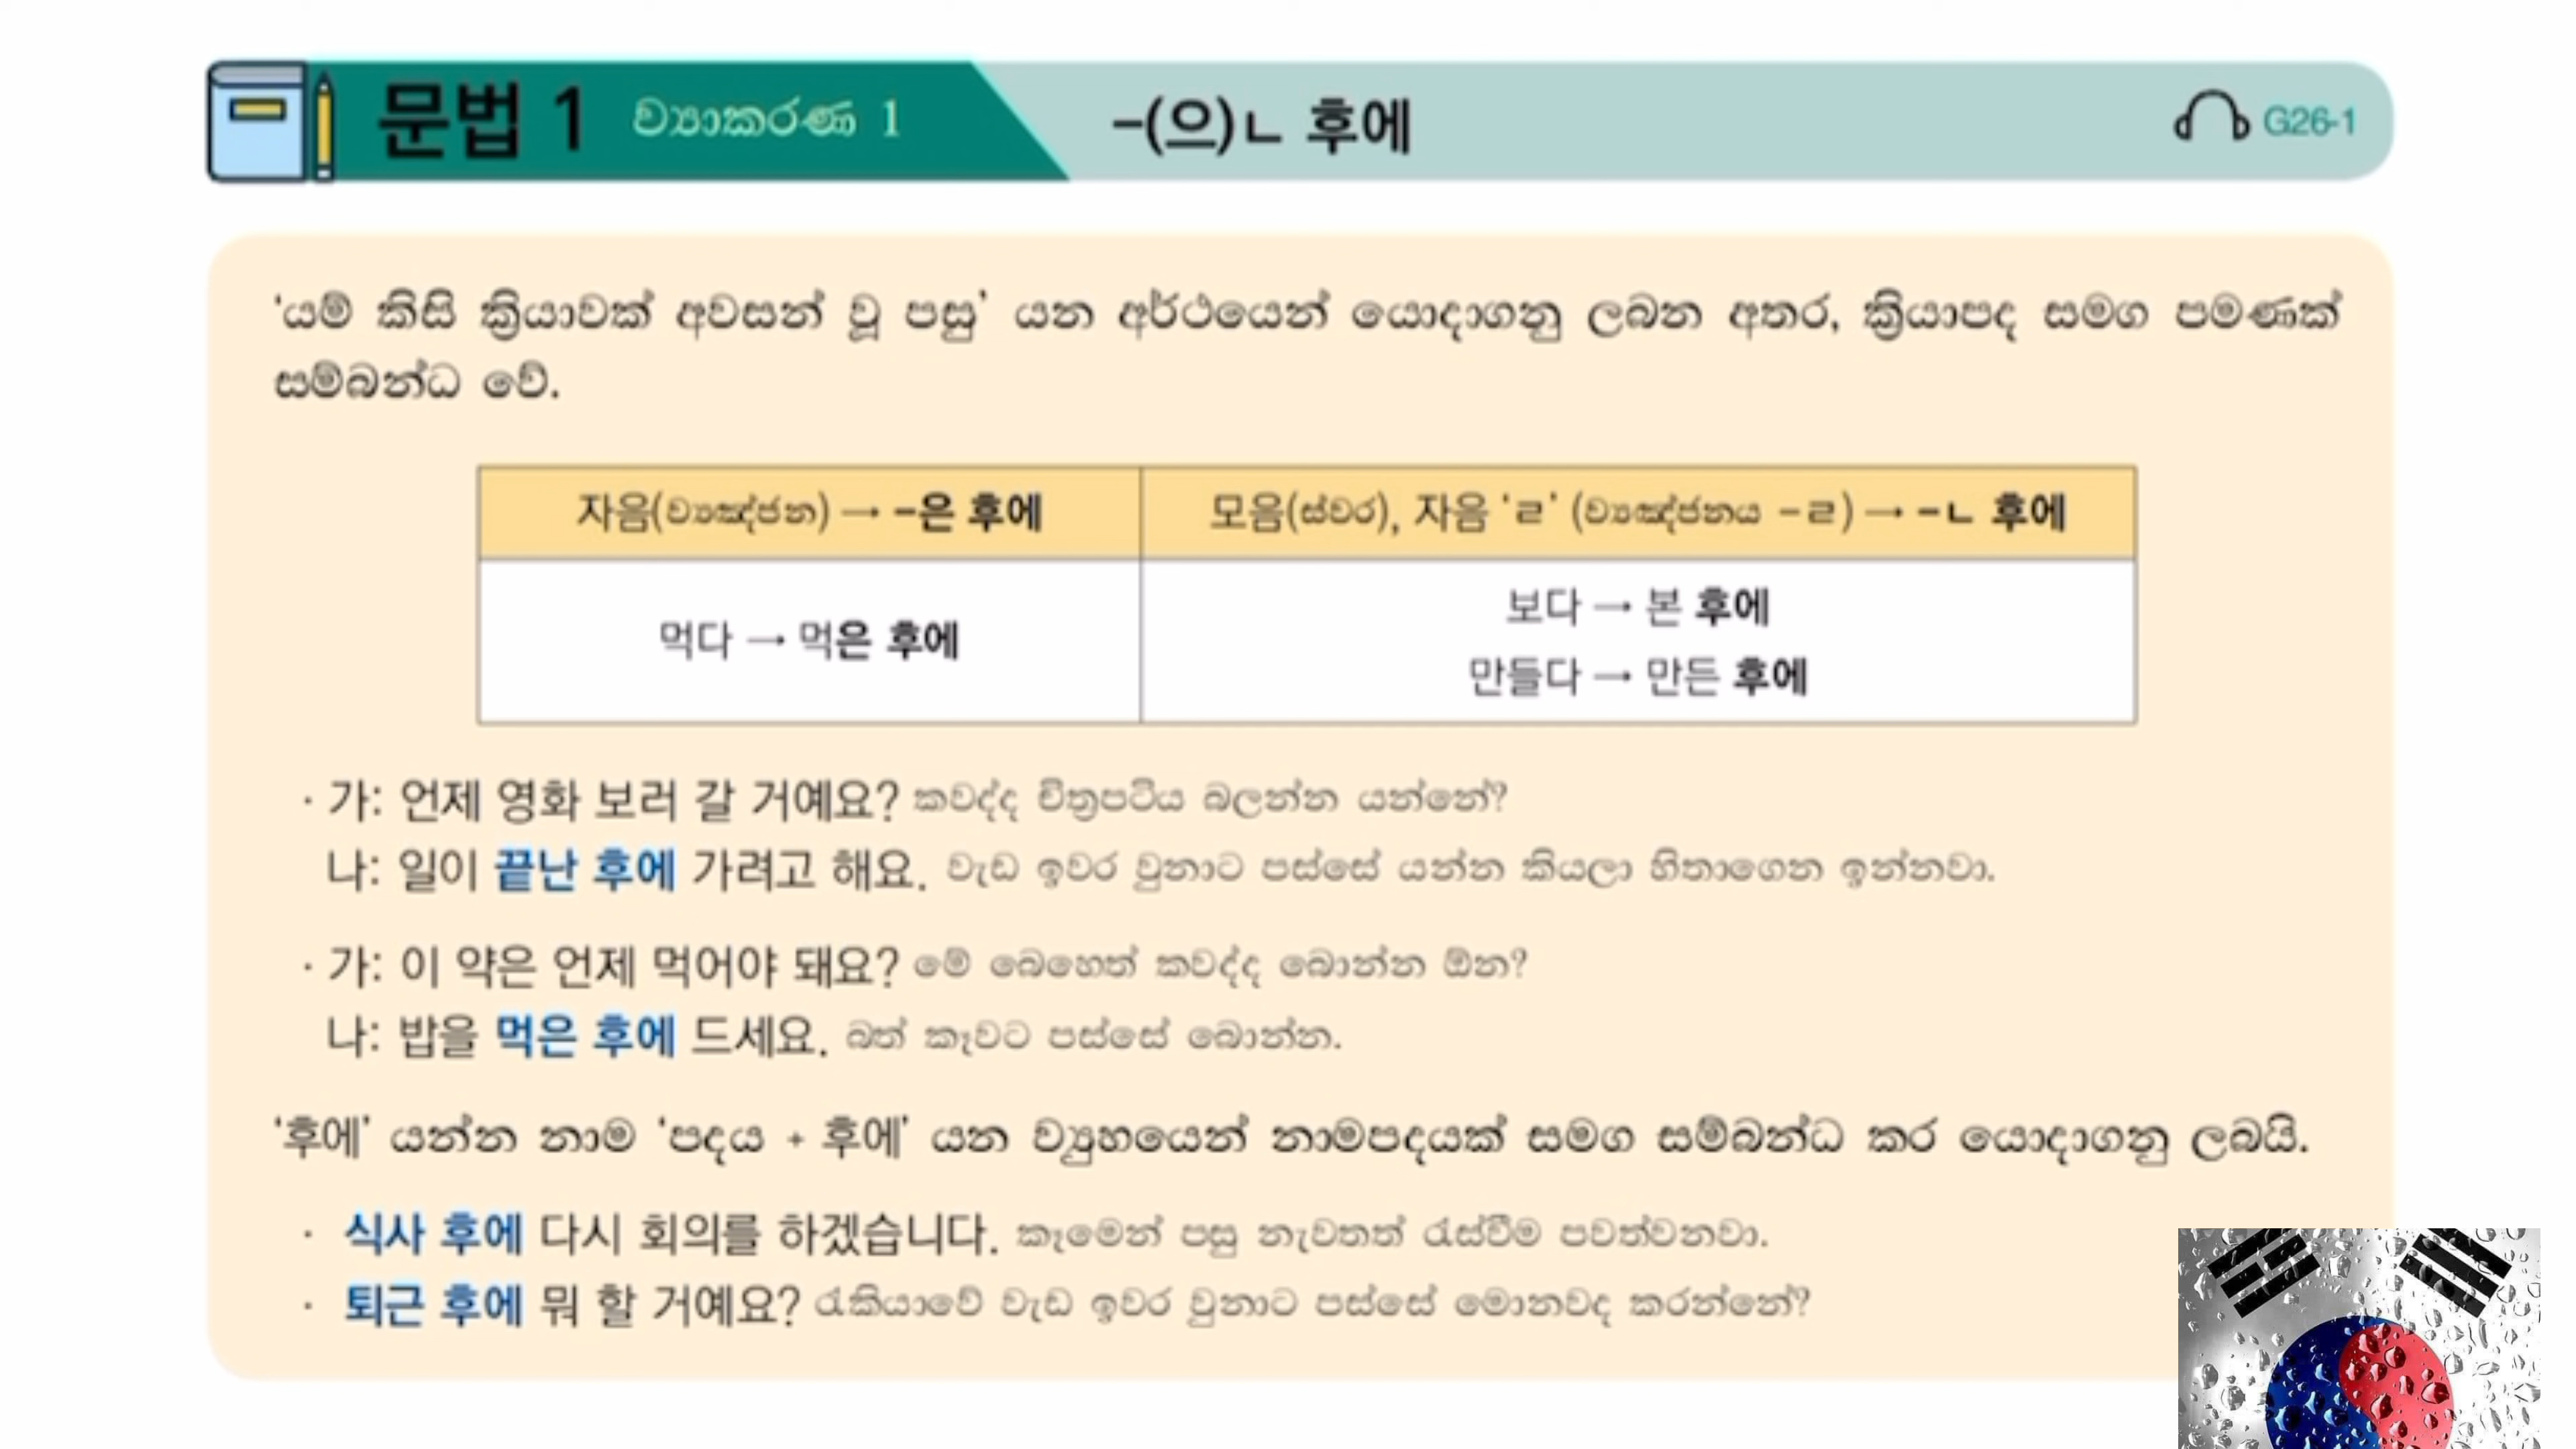 문법 1 ව්‍යාකරණ 1 -(으)ㄴ 후에 G26-1
‘යම් කිසි ක්‍රියාවක් අවසන් වූ පසු’ යන අර්ථයෙන් යොදාගනු ලබන අතර, ක්‍රියාපද සමග පමණක්
සම්බන්ධ වේ.
자음(ව්‍යඤ්ජන) → -은 후에
모음(ස්වර), 자음 ‘ㄹ’ (ව්‍යඤ්ජනය -ㄹ) → -ㄴ 후에
먹다 → 먹은 후에
보다 → 본 후에
만들다 → 만든 후에
· 가: 언제 영화 보러 갈 거예요? කවද්ද චිත්‍රපටිය බලන්න යන්නේ?
나: 일이 끝난 후에 가려고 해요. වැඩ ඉවර වුනාට පස්සේ යන්න කියලා හිතාගෙන ඉන්නවා.
· 가: 이 약은 언제 먹어야 돼요? මේ බෙහෙත් කවද්ද බොන්න ඕන?
나: 밥을 먹은 후에 드세요. බත් කෑවට පස්සේ බොන්න.
‘후에’ යන්න නාම ‘පදය + 후에’ යන ව්‍යුහයෙන් නාමපදයක් සමග සම්බන්ධ කර යොදාගනු ලබයි.
· 식사 후에 다시 회의를 하겠습니다. කෑමෙන් පසු නැවතත් රැස්වීම පවත්වනවා.
· 퇴근 후에 뭐 할 거예요? රැකියාවේ වැඩ ඉවර වුනාට පස්සේ මොනවද කරන්නේ?